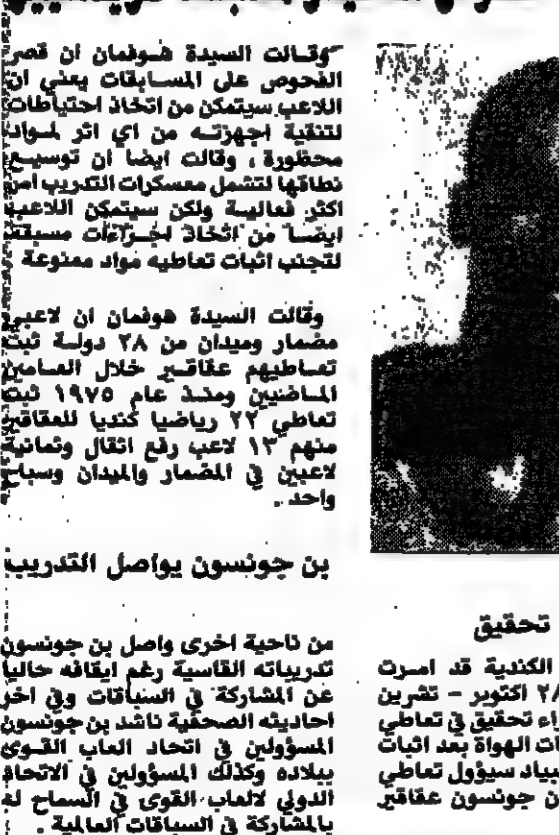 وقالت السيدة هوفمان ان قصر
الفحوص على المسابقات يعني ان
اللاعب سيتمكن من اتخاذ احتياطات
لتنقية اجهزته من اي اثر لمواد
محظورة ، وقالت ايضا ان توسيع
نطاقها لتشمل معسكرات التدريب امر
اكثر فعالية ولكن سيتمكن اللاعب
ايضا من اتخاذ اجراءات مسبقة
لتجنب اثبات تعاطيه مواد ممنوعة
وقالت السيدة هوفمان ان لاعبي
مضمار وميدان من ٢٨ دولة ثبت
تعاطيهم عقاقير خلال العامين
الماضيين ومنذ عام ١٩٧٥ ثبت
تعاطي ٢٢ رياضيا كنديا للعقاقير
منهم ١٣ لاعب رفع اثقال وثمانية
لاعبين في المضمار والميدان وسباح
واحد .
بن جونسون يواصل التدريب
من ناحية اخرى واصل بن جونسون
تدريباته القاسية رغم ايقافه حاليا
عن المشاركة في السباقات وفي اخر
احاديثه الصحفية ناشد بن جونسون
المسؤولين في اتحاد العاب القوى
ببلاده وكذلك المسؤولين في الاتحاد
الدولي لالعاب القوى في السماح له
بالمشاركة في السباقات العالمية .
تحقيق
الكندية قد امرت
اكتوبر - تشرين
اء تحقيق في تعاطي
ات الهواة بعد اثبات
بياد سيؤول تعاطي
ن جونسون عقاقير